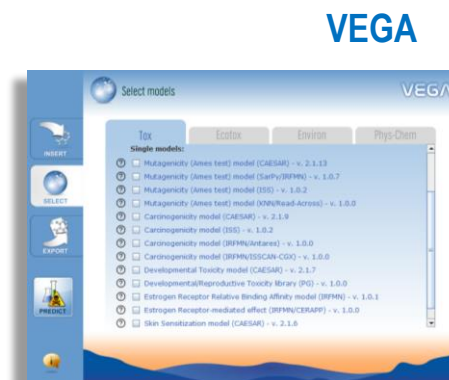 VEGA
Select models
VEGA
Tox Ecotox Environ Phys-Chem
Single models:
INSERT
Mutagenicity (Ames test) model (CAESAR) - v. 2.1.13
Mutagenicity (Ames test) model (SarPy/IRFMN) - v. 1.0.7
Mutagenicity (Ames test) model (ISS) - v. 1.0.2
Mutagenicity (Ames test) model (KNN/Read-Across) - v. 1.0.0
SELECT
Carcinogenicity model (CAESAR) - v. 2.1.9
Carcinogenicity model (ISS) - v. 1.0.2
Carcinogenicity model (IRFMN/Antares) - v. 1.0.0
EXPORT
Carcinogenicity model (IRFMN/ISSCAN-CGX) - v. 1.0.0
Developmental Toxicity model (CAESAR) - v. 2.1.7
Developmental/Reproductive Toxicity library (PG) - v. 1.0.0
Estrogen Receptor Relative Binding Affinity model (IRFMN) - v. 1.0.1
Estrogen Receptor-mediated effect (IRFMN/CERAPP) - v. 1.0.0
PREDICT
Skin Sensitization model (CAESAR) - v. 2.1.6